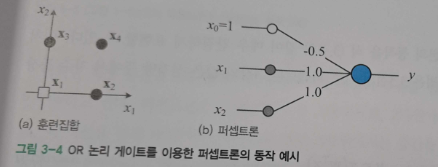 x₂
x₃
x₄
x₁
x₂
x₁
(a) 훈련집합
x₀=1
-0.5
x₁
1.0
y
1.0
x₂
(b) 퍼셉트론
그림 3-4 OR 논리 게이트를 이용한 퍼셉트론의 동작 예시